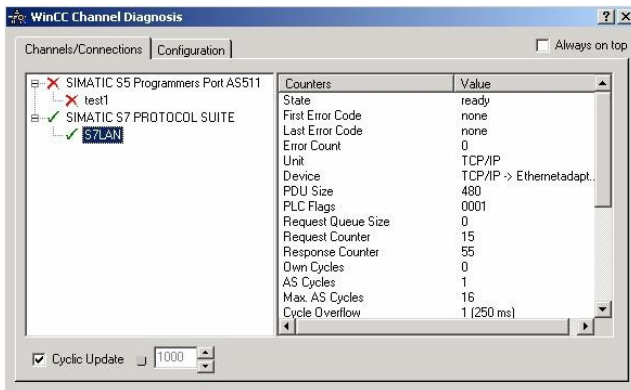 WinCC Channel Diagnosis
Channels/Connections Configuration
Always on top
SIMATIC S5 Programmers Port AS511
test1
SIMATIC S7 PROTOCOL SUITE
S7LAN
Counters Value
State ready
First Error Code none
Last Error Code none
Error Count 0
Unit TCP/IP
Device TCP/IP -> Ethernetadapt..
PDU Size 480
PLC Flags 0001
Request Queue Size 0
Request Counter 15
Response Counter 55
Own Cycles 0
AS Cycles 1
Max. AS Cycles 16
Cycle Overflow 1 (250 ms)
Cyclic Update 1000